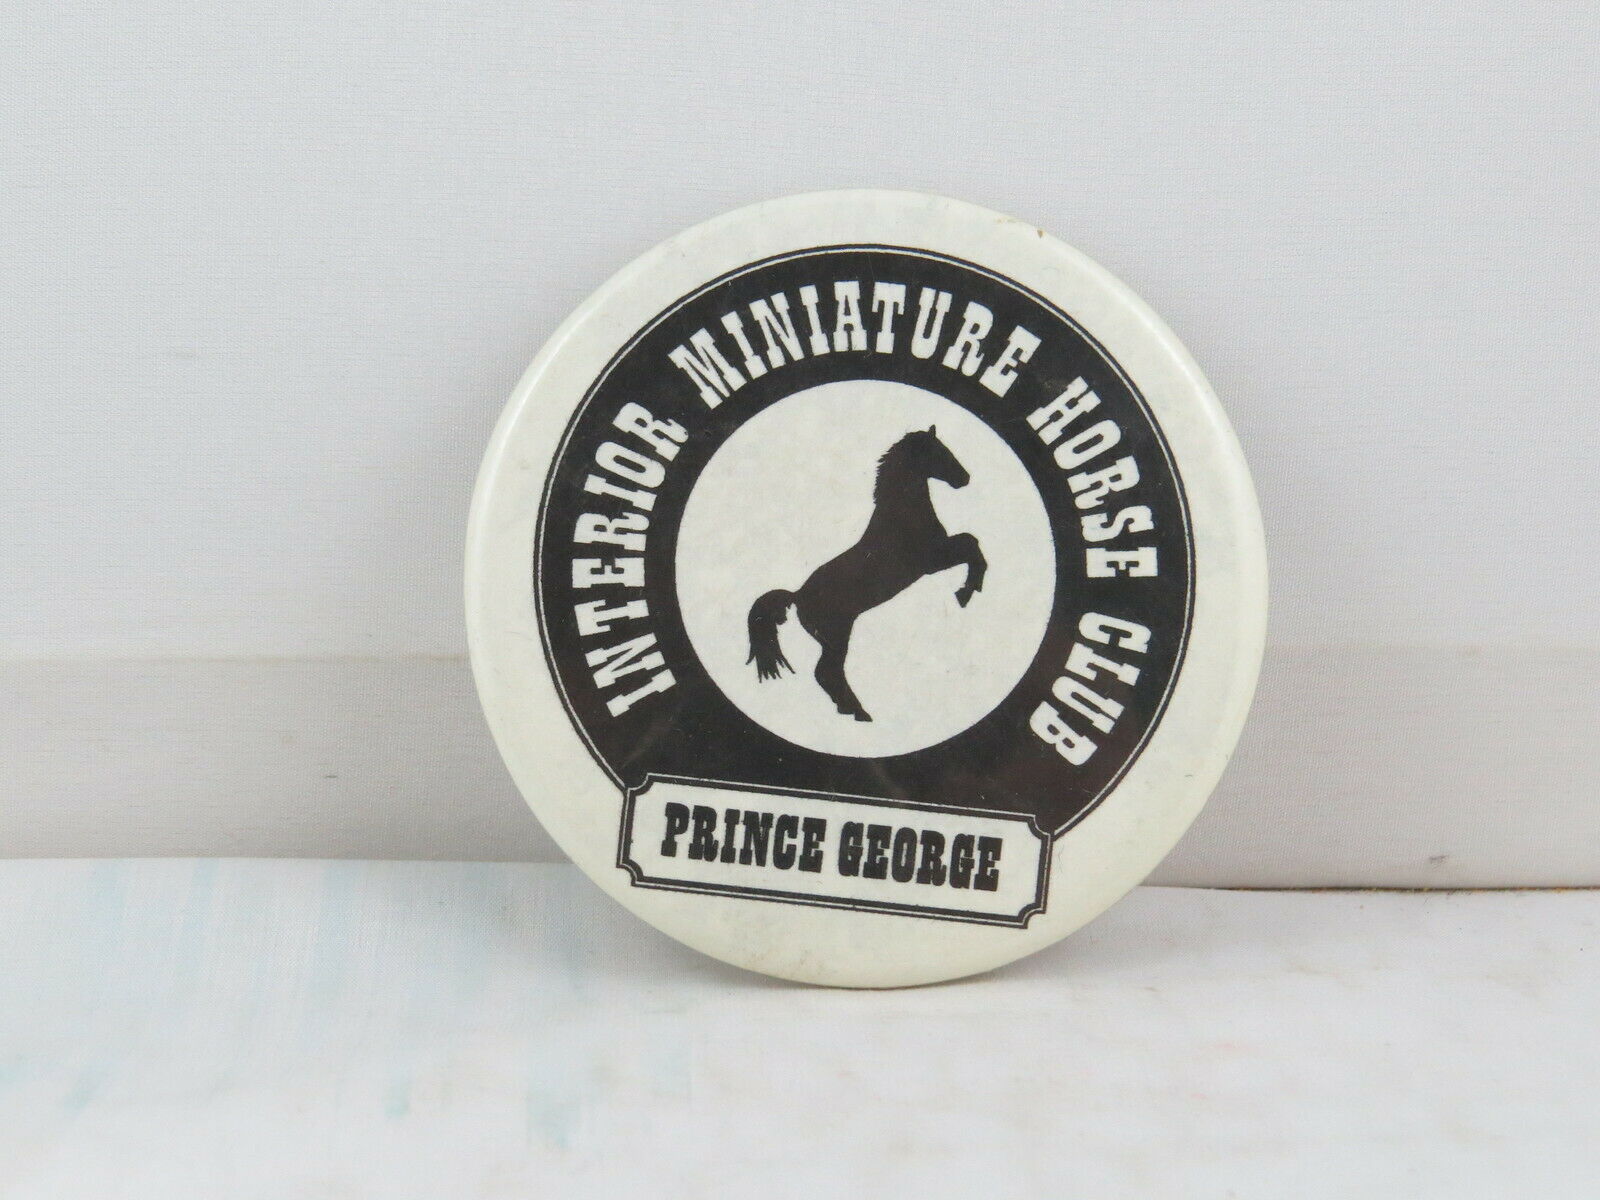 INTERIOR MINIATURE HORSE CLUB
PRINCE GEORGE